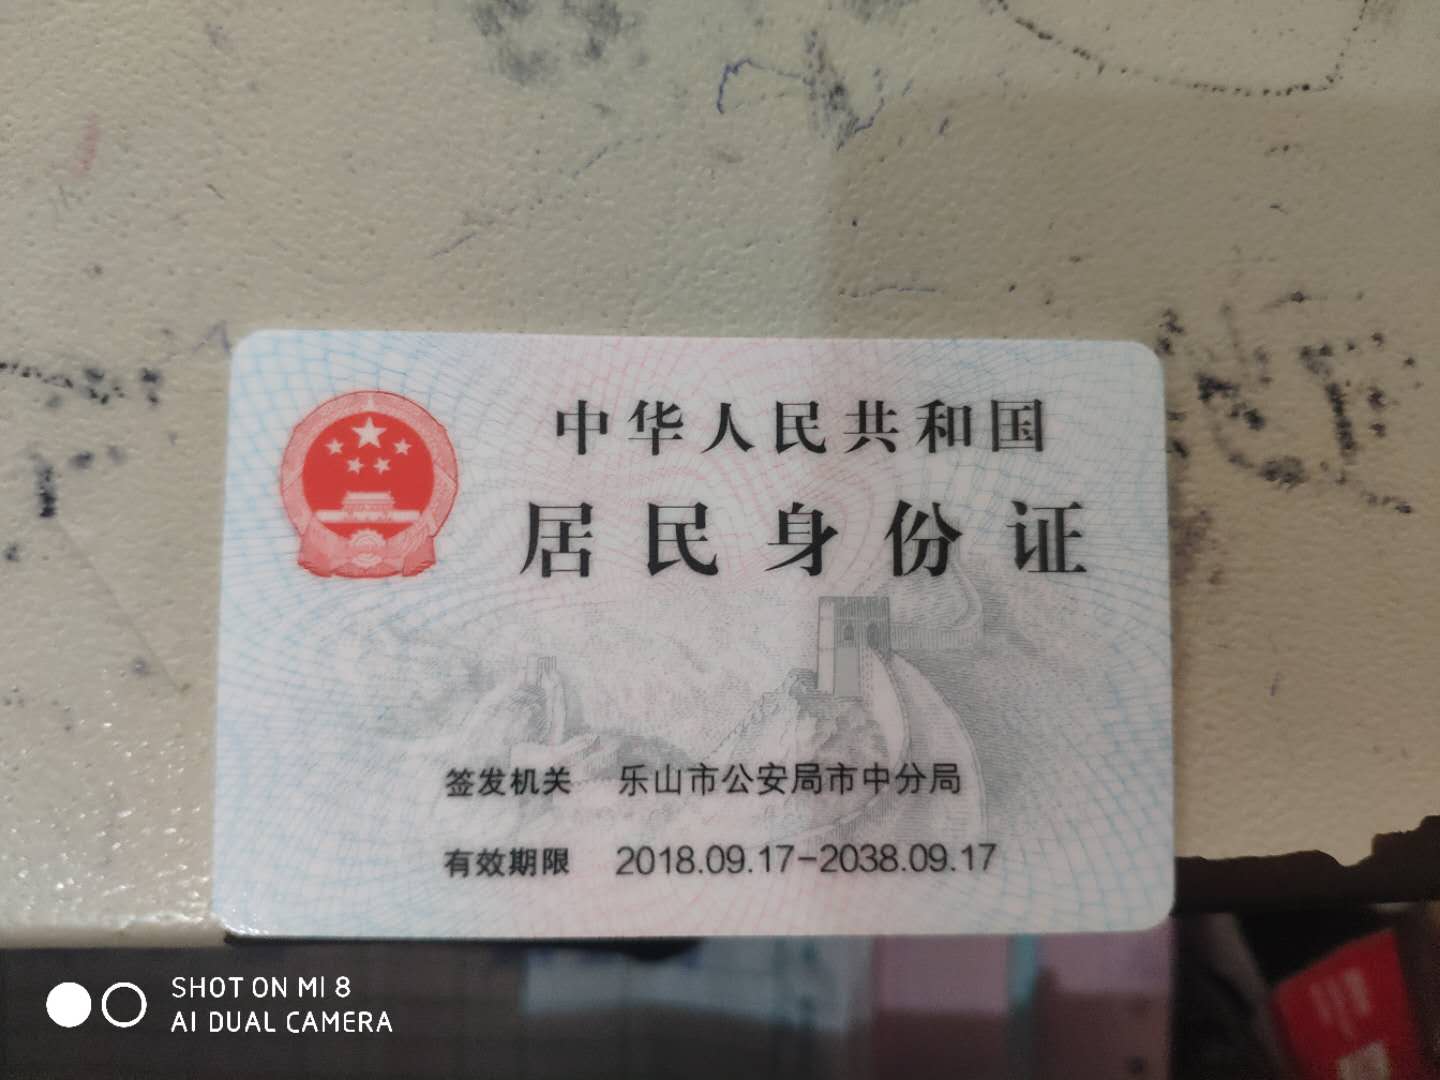 中华人民共和国
居民身份证
签发机关 乐山市公安局市中分局
有效期限 2018.09.17-2038.09.17
SHOT ON MI 8
AI DUAL CAMERA